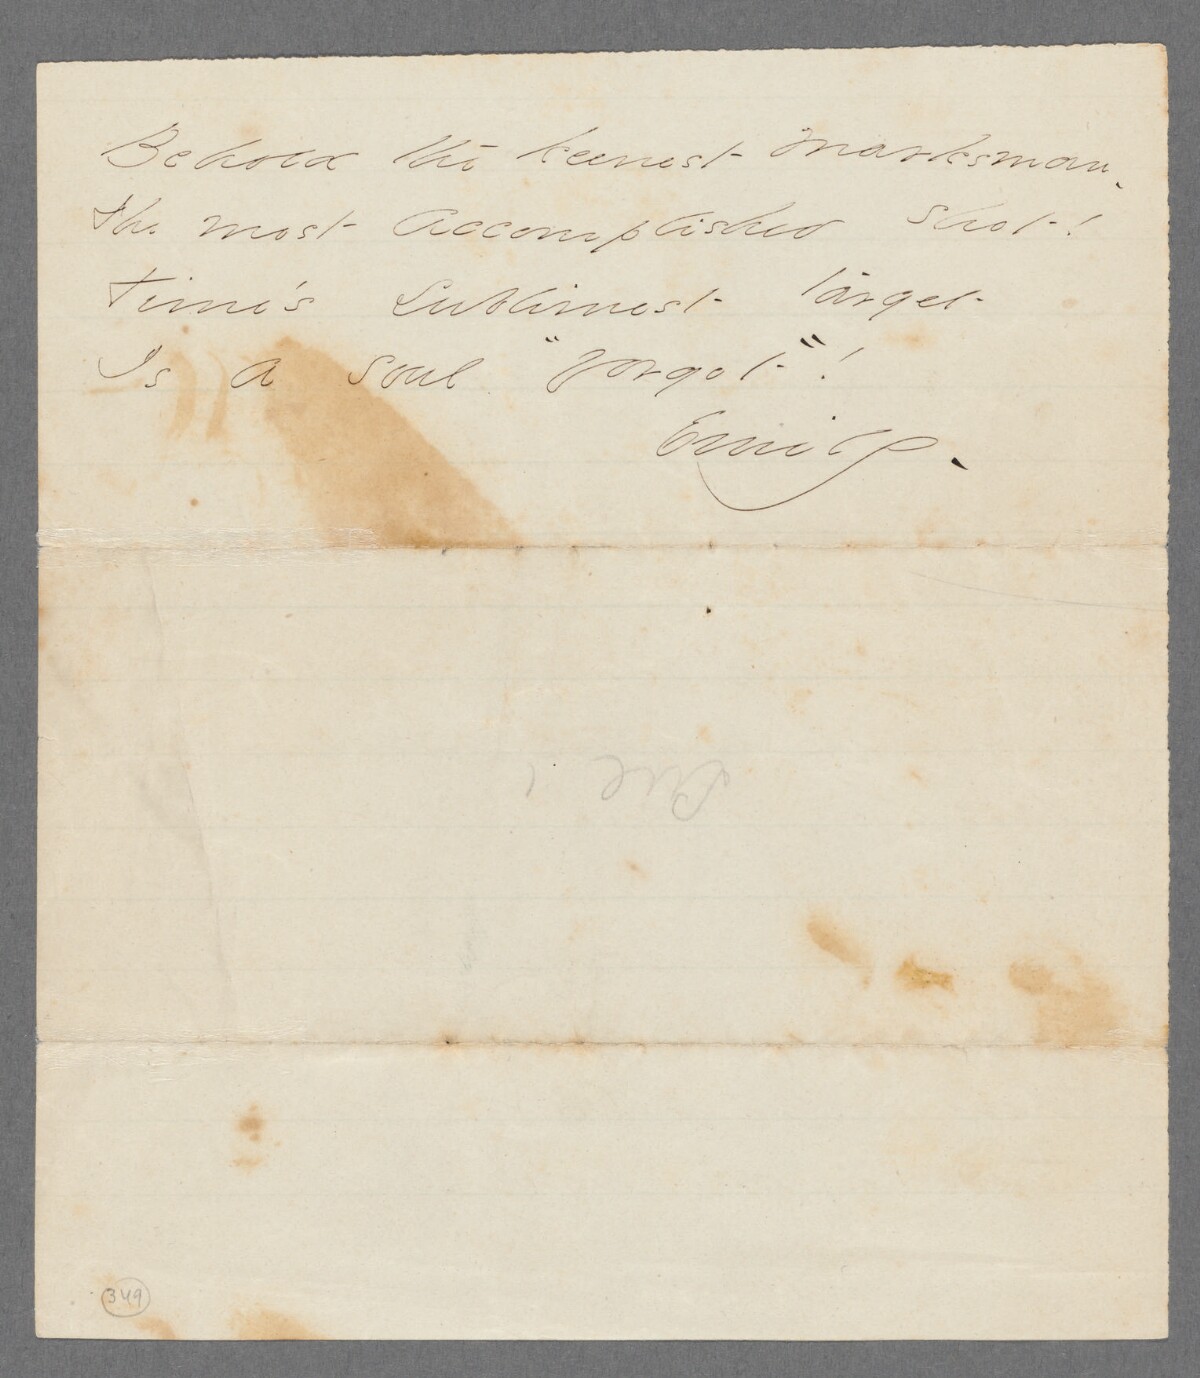 Behold the keenest marksman,
The most accomplished shot!
Time's sublimest target
Is a soul "forgot"!
Emily.
Sue
349